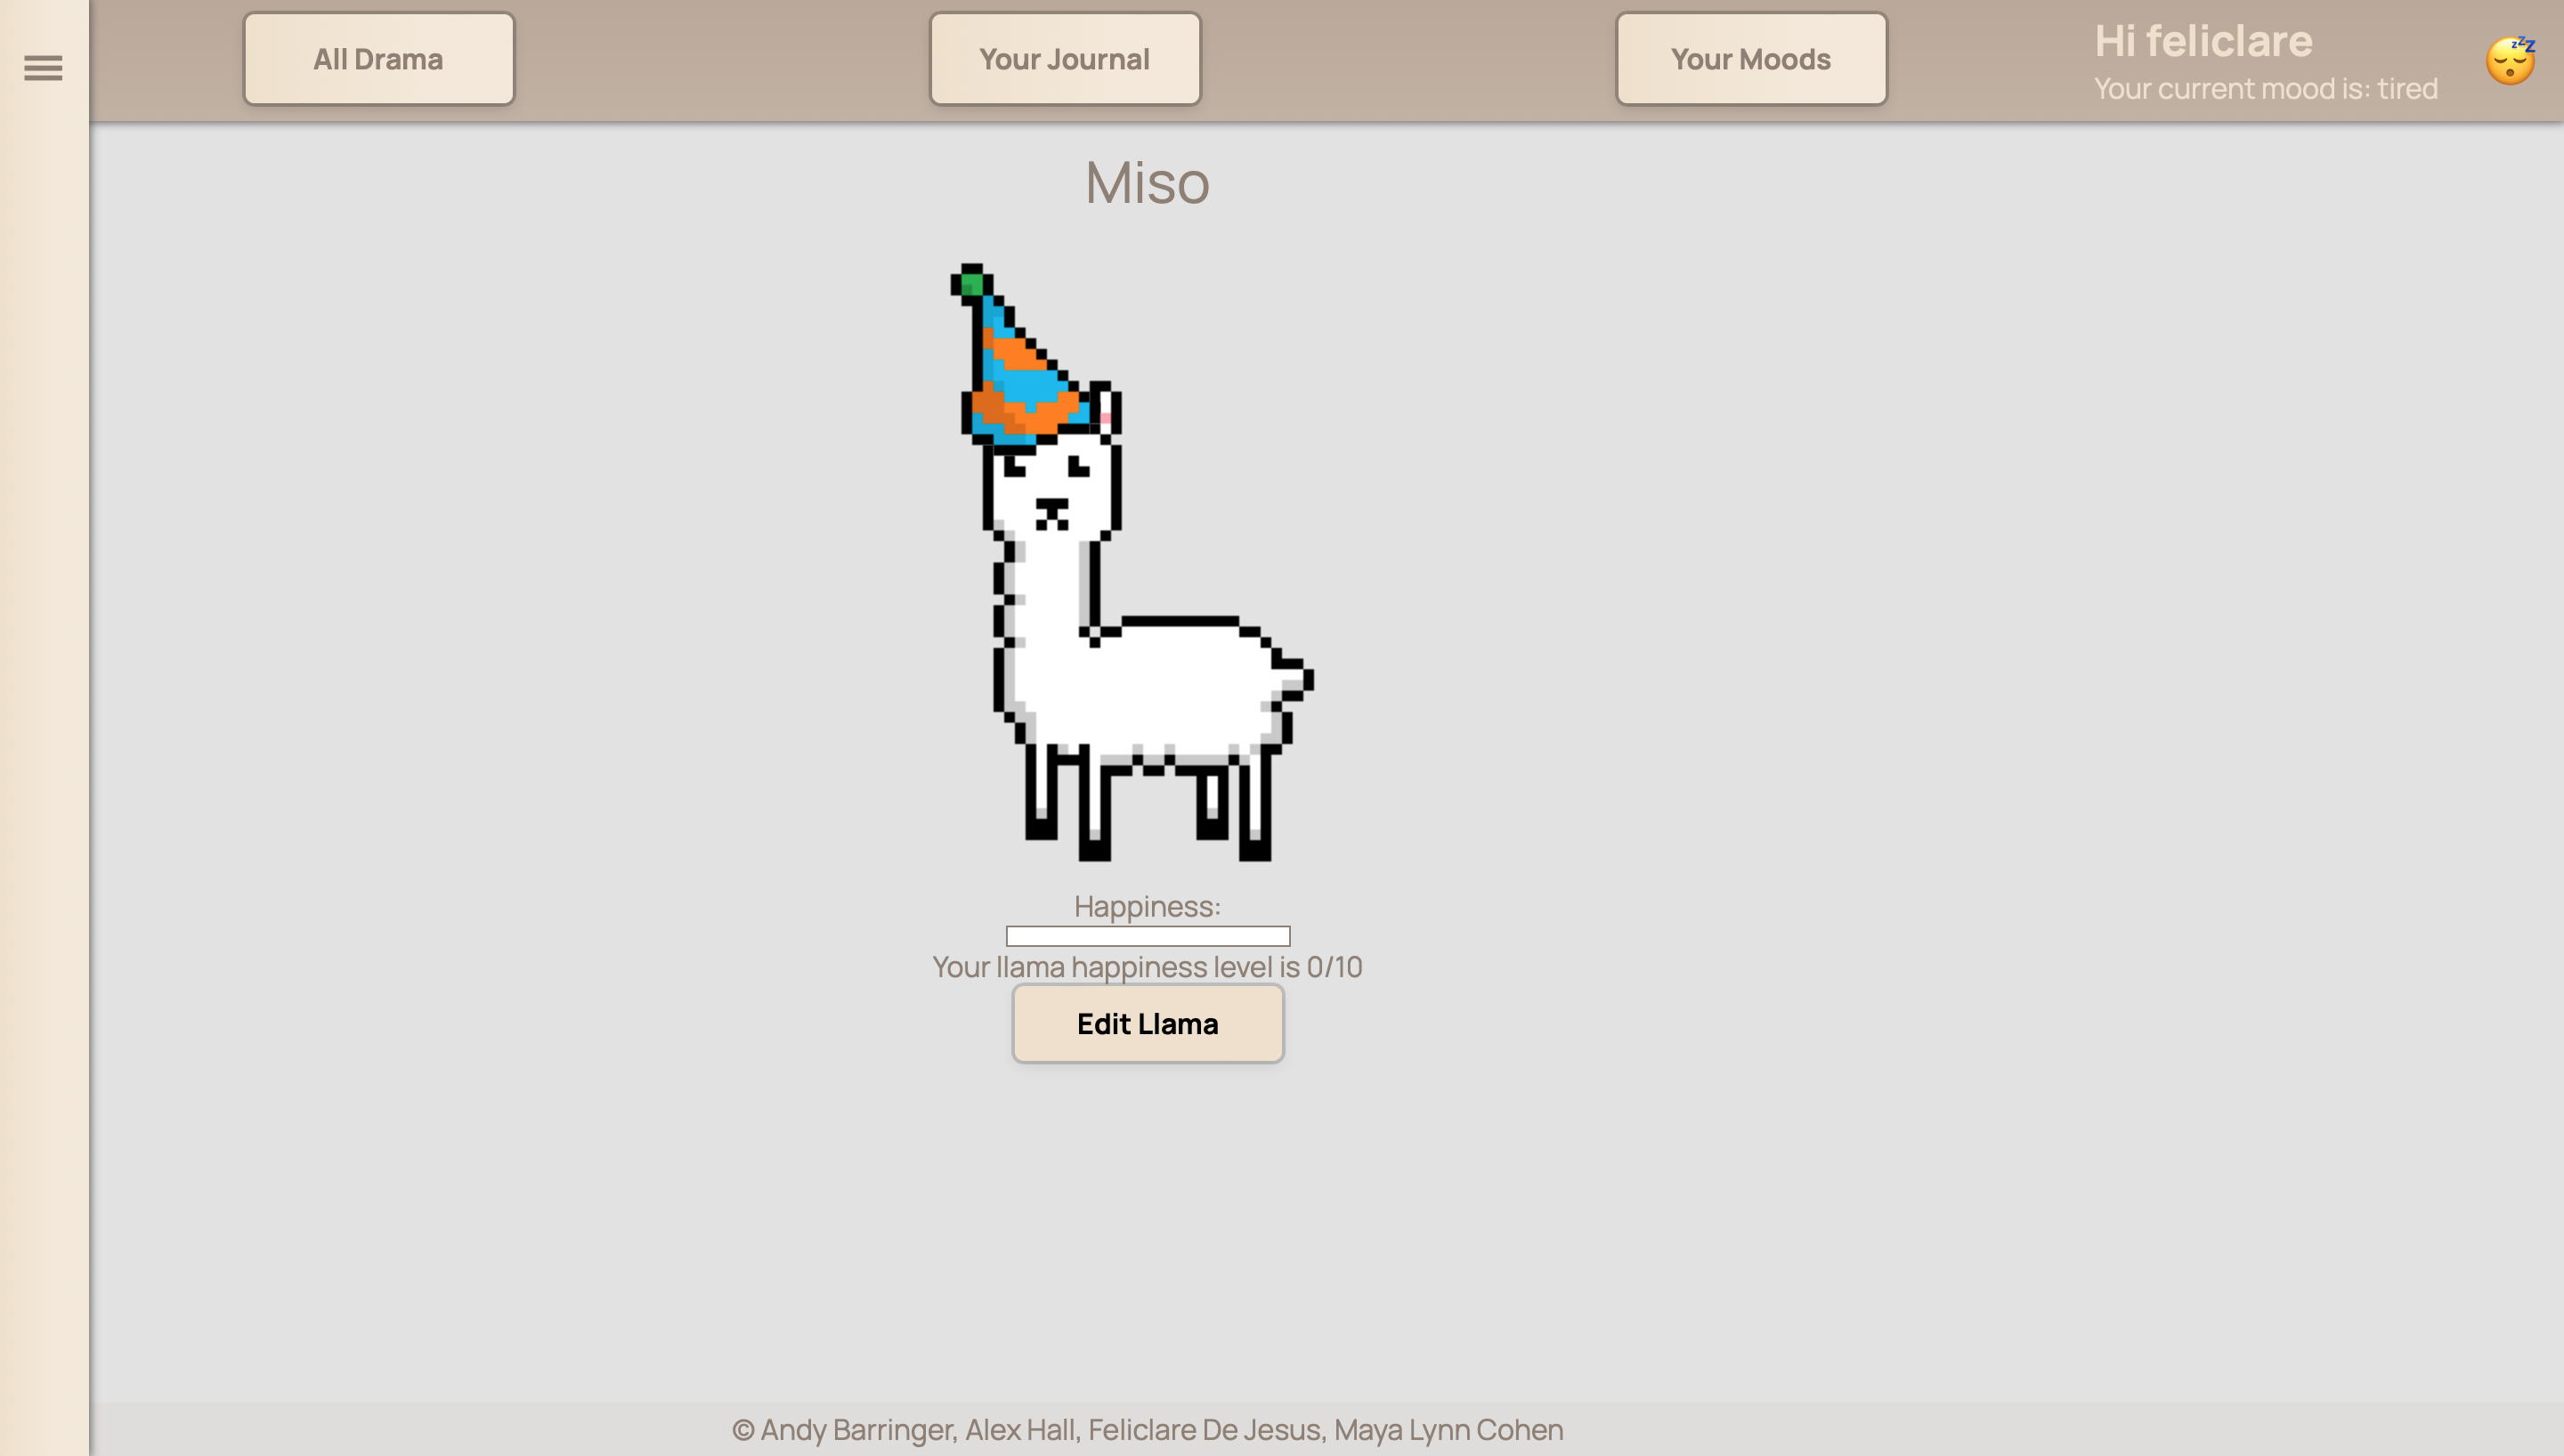 All Drama
Your Journal
Your Moods
Hi feliclare
Your current mood is: tired
Miso
Happiness:
Your llama happiness level is 0/10
Edit Llama
© Andy Barringer, Alex Hall, Feliclare De Jesus, Maya Lynn Cohen